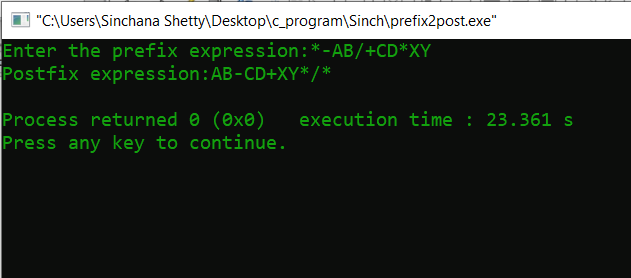 "C:\Users\Sinchana Shetty\Desktop\c_program\Sinch\prefix2post.exe"
Enter the prefix expression:*-AB/+CD*XY
Postfix expression:AB-CD+XY*/*
Process returned 0 (0x0)   execution time : 23.361 s
Press any key to continue.